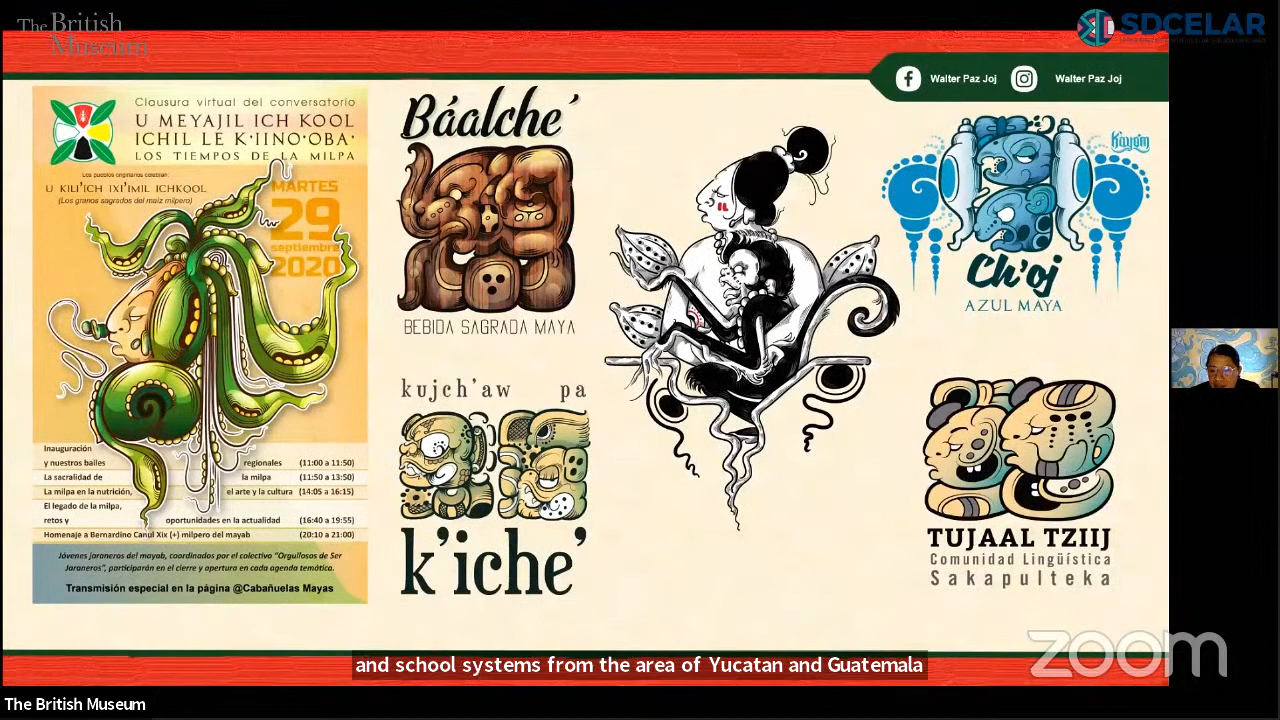 The British
Museum
SDCELAR
Walter Paz Joj
Walter Paz Joj
Clausura virtual del conversatorio
U MEYAJIL ICH KOOL
ICHIL LE K'IINO'OBA'
LOS TIEMPOS DE LA MILPA
Los pueblos originarios celebran:
U KILI'ICH IXI'IMIL ICHKOOL
(Los granos sagrados del maíz milpero)
MARTES
29
septiembre
2020
Inauguración
y nuestros bailes regionales (11:00 a 11:50)
La sacralidad de la milpa (11:50 a 13:50)
La milpa en la nutrición, el arte y la cultura (14:05 a 16:15)
El legado de la milpa,
retos y oportunidades en la actualidad (16:40 a 19:55)
Homenaje a Bernardino Canul Xix (+) milpero del mayab (20:10 a 21:00)
Jóvenes jaraneros del mayab, coordinados por el colectivo "Orgullosos de Ser
Jaraneros", participarán en el cierre y apertura en cada agenda temática.
Transmisión especial en la página @Cabañuelas Mayas
Báalche'
BEBIDA SAGRADA MAYA
kujch'aw pa
k'iche'
Kayom
Ch'oj
AZUL MAYA
TUJAAL TZIIJ
Comunidad Lingüística
Sakapulteka
zoom
and school systems from the area of Yucatan and Guatemala
The British Museum